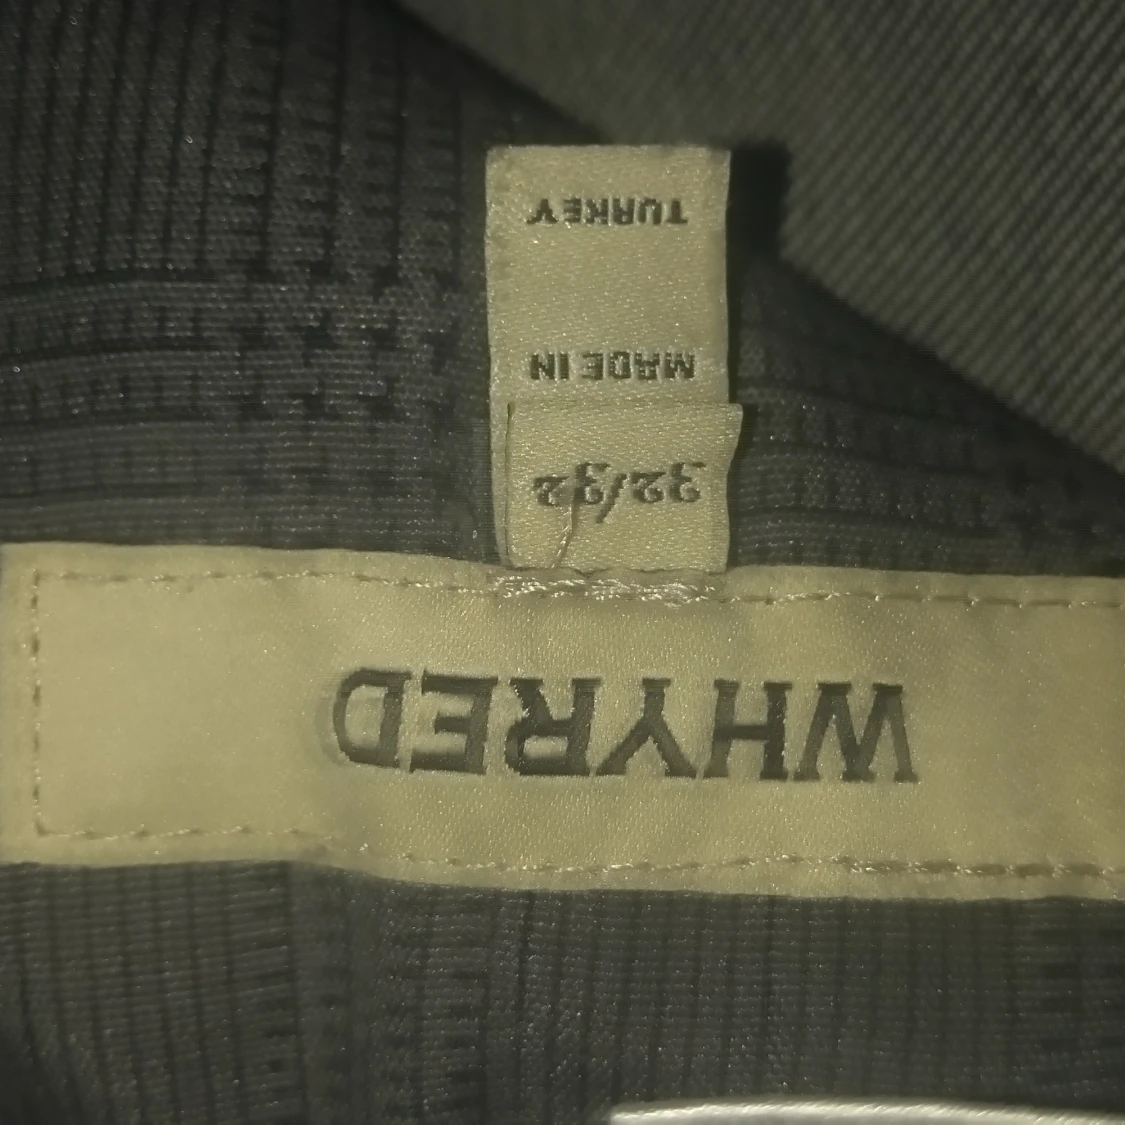 WHYRED
32/32
MADE IN
TURKEY